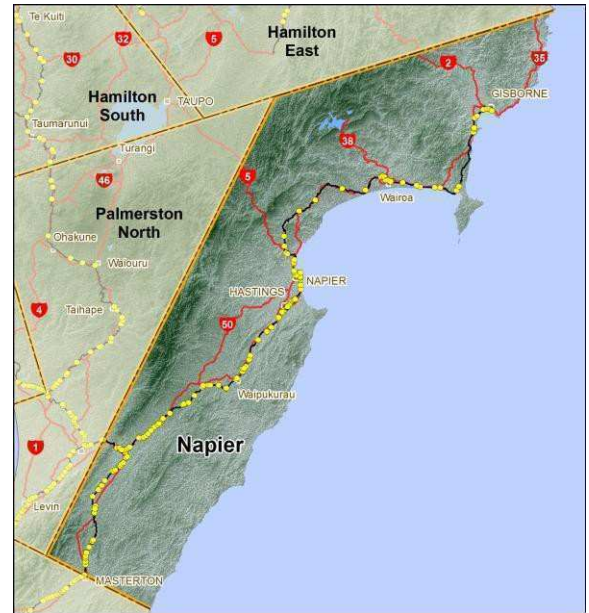 Te Kuiti
32
5
Hamilton
East
30
2
35
GISBORNE
Hamilton
South
TAUPO
Taumarunui
38
Turangi
46
5
Wairoa
Palmerston
North
Ohakune
Waiouru
HASTINGS
NAPIER
4
Taihape
50
Waipukurau
Napier
1
Levin
MASTERTON